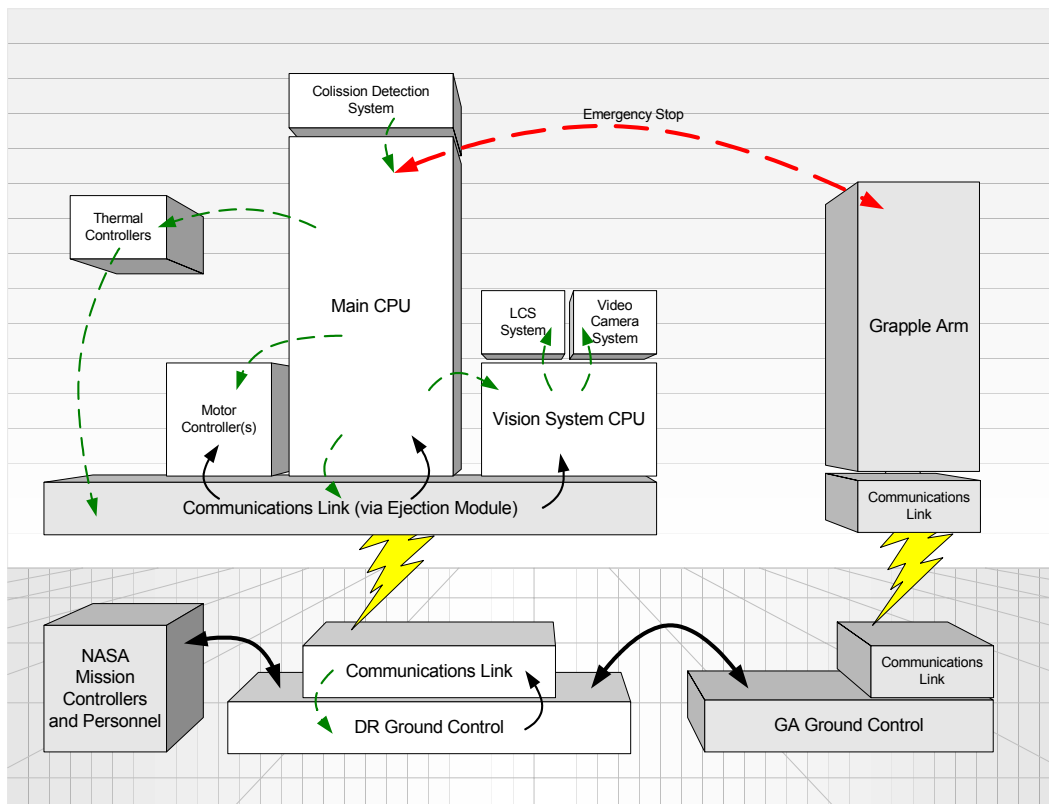 Colission Detection
System
Emergency Stop
Thermal
Controllers
Main CPU
LCS
System
Video
Camera
System
Grapple Arm
Motor
Controller(s)
Vision System CPU
Communications Link (via Ejection Module)
Communications
Link
NASA
Mission
Controllers
and Personnel
Communications Link
DR Ground Control
Communications
Link
GA Ground Control